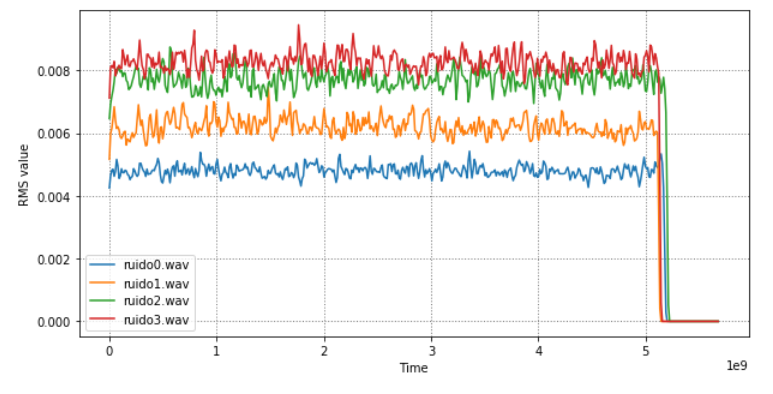 RMS value
0.008
0.006
0.004
0.002
0.000
ruido0.wav
ruido1.wav
ruido2.wav
ruido3.wav
0 1 2 3 4 5
1e9
Time